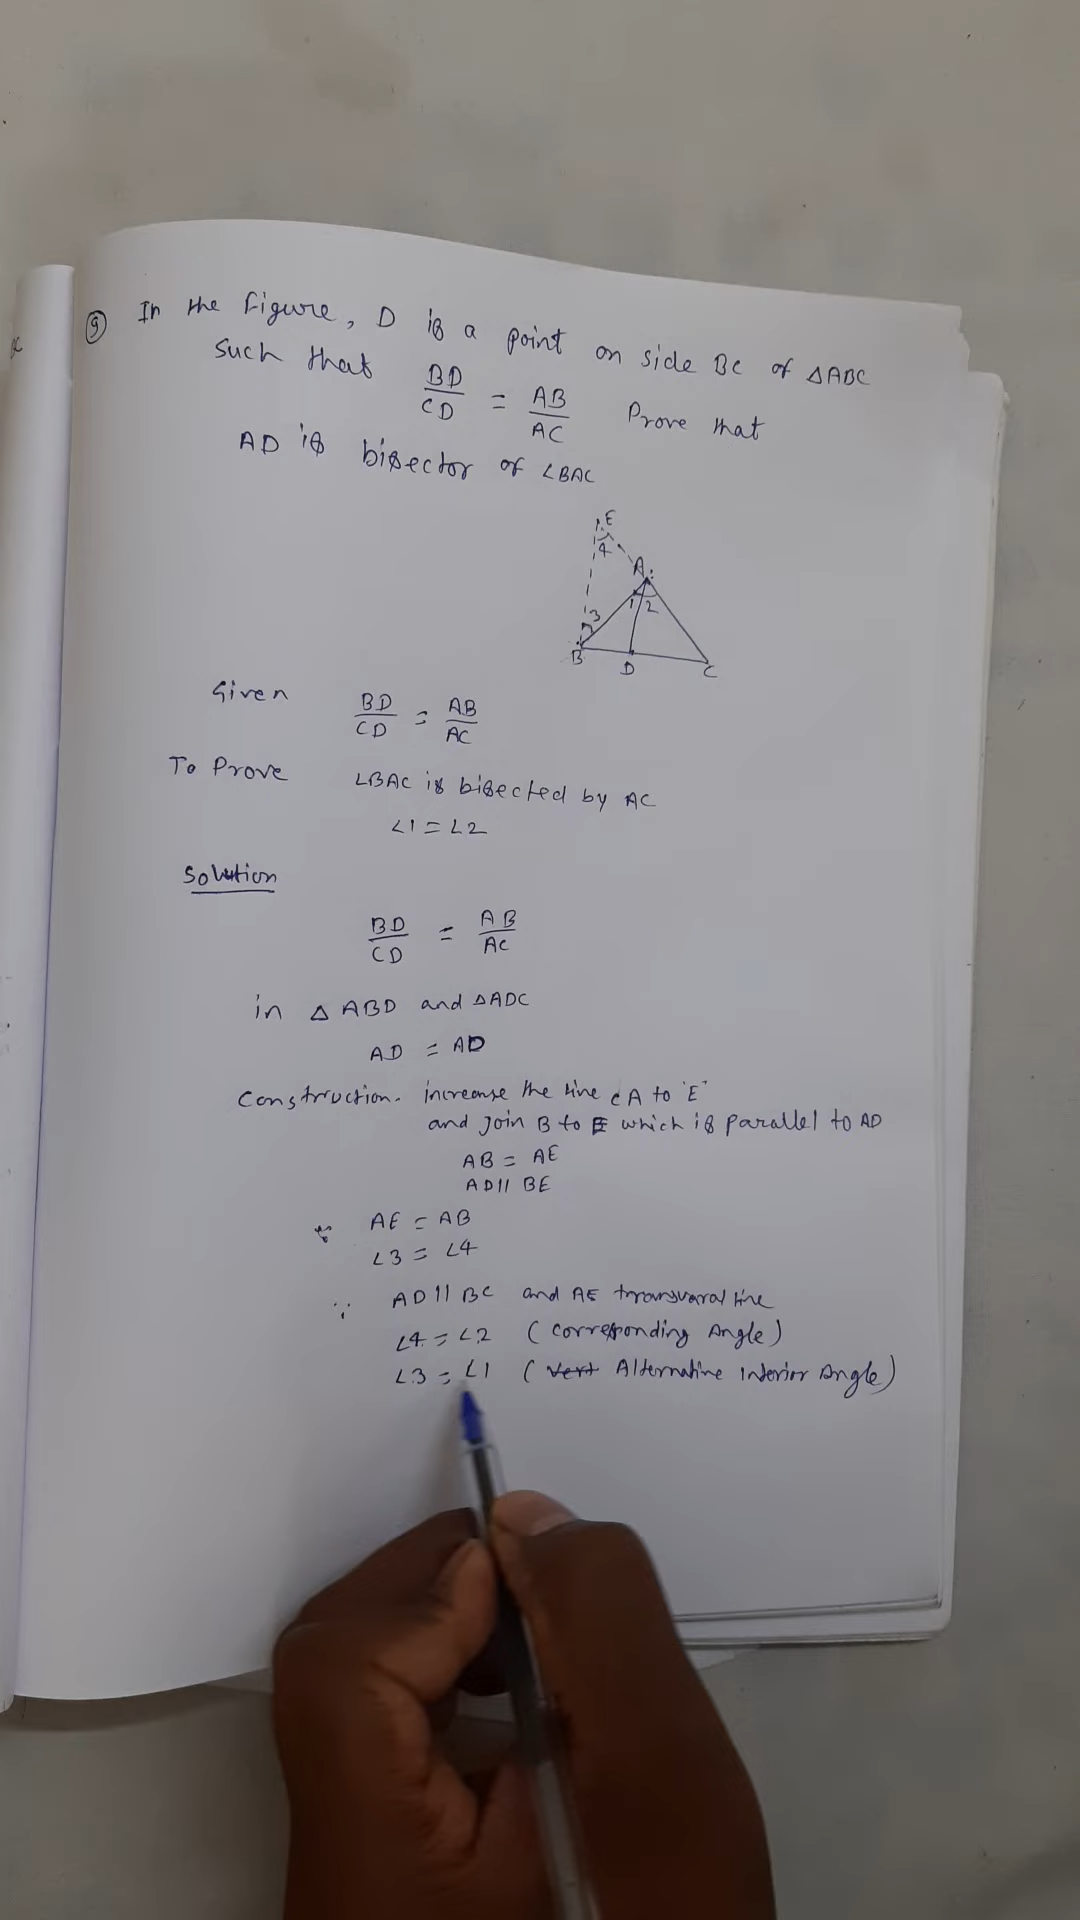 9 In the figure, D is a point on side BC of △ABC
such that BD/CD = AB/AC Prove that
AD is bisector of ∠BAC
E
4
A
1 2
3
B D C
Given BD/CD = AB/AC
To Prove ∠BAC is bisected by AC
∠1 = ∠2
Solution
BD/CD = AB/AC
in △ ABD and △ADC
AD = AD
Construction. increase the line CA to 'E'
and join B to E which is parallel to AD
AB = AE
AD || BE
AE = AB
∠3 = ∠4
∵ AD || BC and AE transvaral line
∠4 = ∠2 (Corresponding Angle)
∠3 = ∠1 (Vert Alternative Interior Angle)